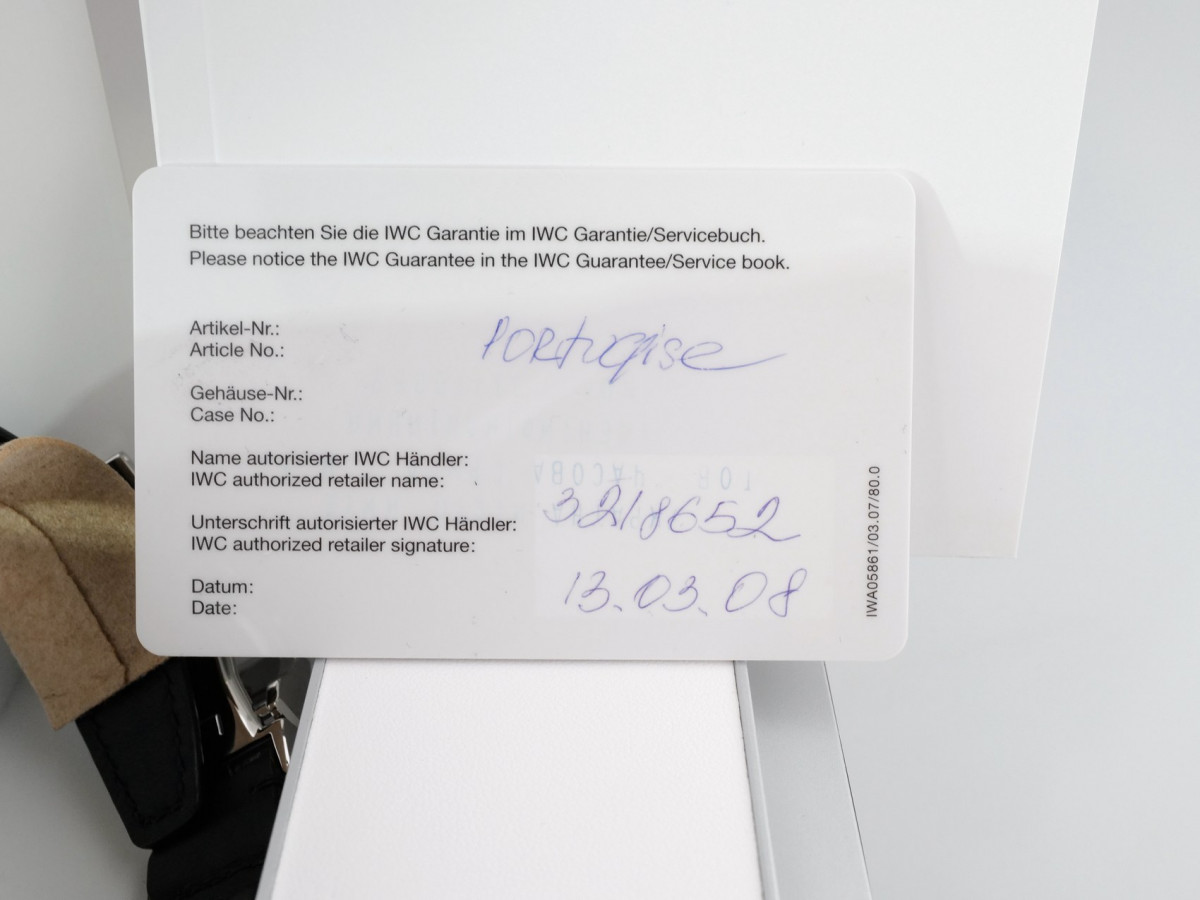 Bitte beachten Sie die IWC Garantie im IWC Garantie/Servicebuch.
Please notice the IWC Guarantee in the IWC Guarantee/Service book.
Artikel-Nr.:
Article No.:
Portugise
Gehäuse-Nr.:
Case No.:
Name autorisierter IWC Händler:
IWC authorized retailer name:
Unterschrift autorisierter IWC Händler:
IWC authorized retailer signature:
3218652
Datum:
Date:
13.03.08
IWA05861/03.07/80.0